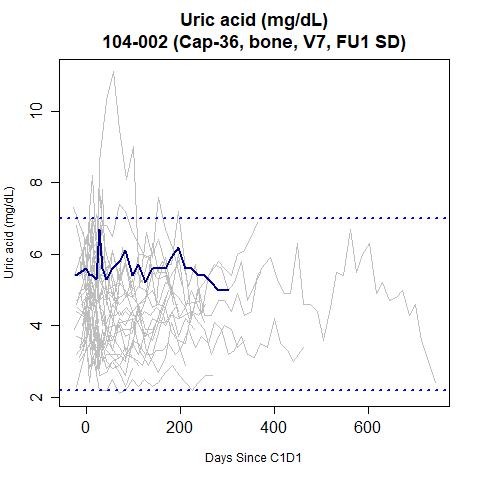 Uric acid (mg/dL)
104-002 (Cap-36, bone, V7, FU1 SD)
Uric acid (mg/dL)
10
8
6
4
2
0
200
400
600
Days Since C1D1